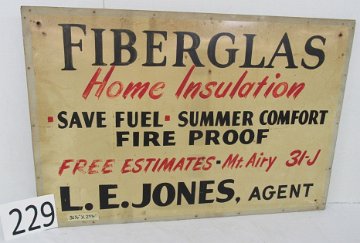 FIBERGLAS
Home Insulation
▪ SAVE FUEL ▪ SUMMER COMFORT
FIRE PROOF
FREE ESTIMATES - Mt. Airy 31-J
L.E. JONES, AGENT
229